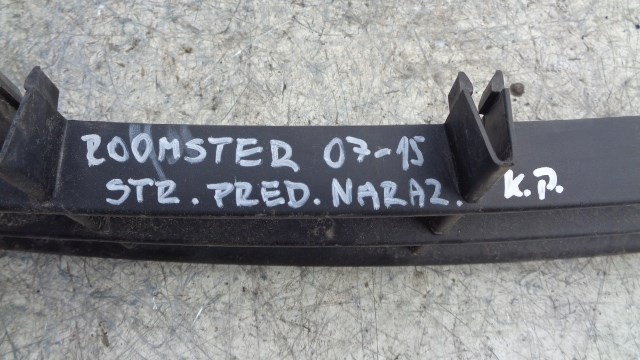 ROOMSTER 07-15
STR. PRED. NARAZ. K.P.